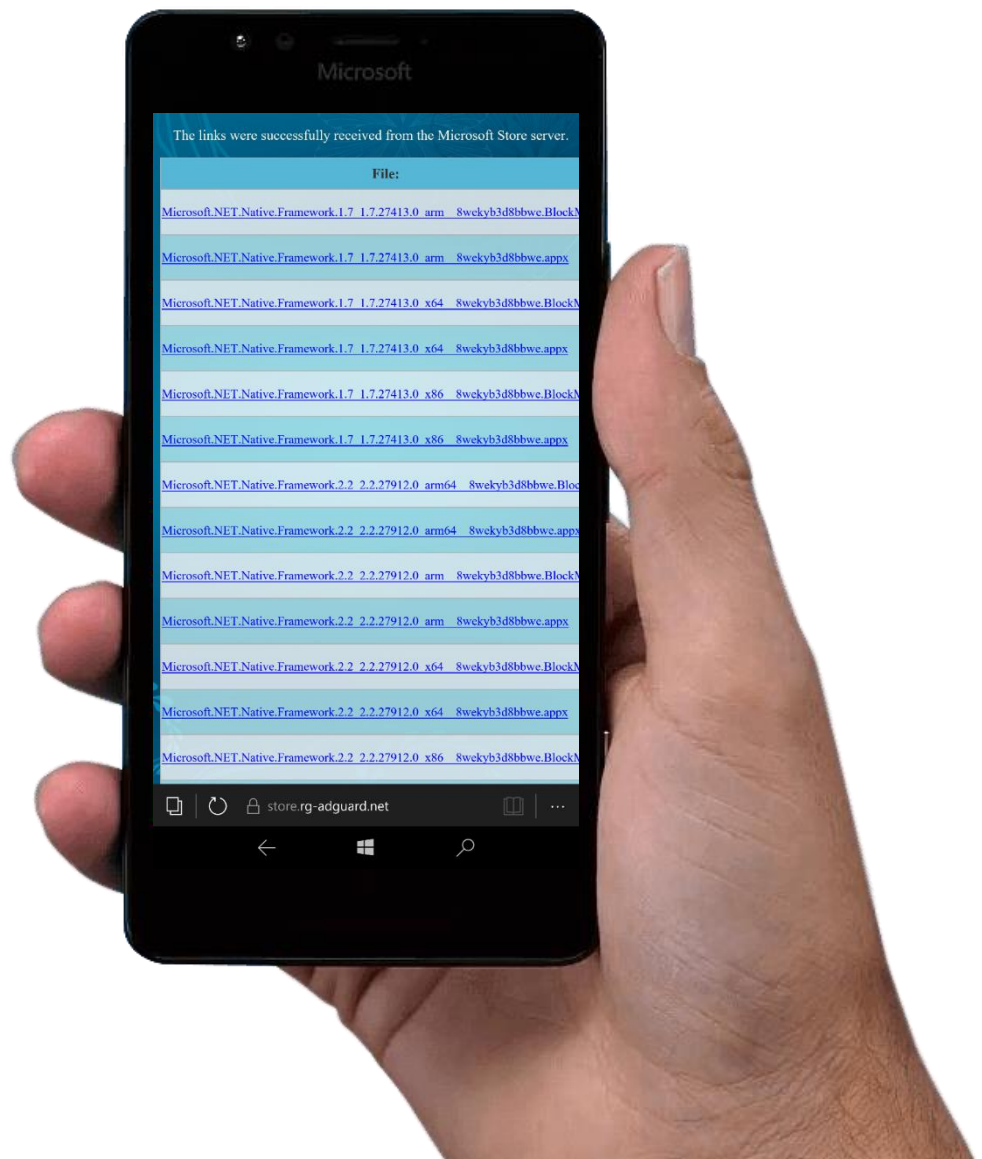 Microsoft
The links were successfully received from the Microsoft Store server.
File:
Microsoft.NET.Native.Framework.1.7_1.7.27413.0_arm__8wekyb3d8bbwe.BlockM
Microsoft.NET.Native.Framework.1.7_1.7.27413.0_arm__8wekyb3d8bbwe.appx
Microsoft.NET.Native.Framework.1.7_1.7.27413.0_x64__8wekyb3d8bbwe.BlockM
Microsoft.NET.Native.Framework.1.7_1.7.27413.0_x64__8wekyb3d8bbwe.appx
Microsoft.NET.Native.Framework.1.7_1.7.27413.0_x86__8wekyb3d8bbwe.BlockM
Microsoft.NET.Native.Framework.1.7_1.7.27413.0_x86__8wekyb3d8bbwe.appx
Microsoft.NET.Native.Framework.2.2_2.2.27912.0_arm64__8wekyb3d8bbwe.Bloc
Microsoft.NET.Native.Framework.2.2_2.2.27912.0_arm64__8wekyb3d8bbwe.appx
Microsoft.NET.Native.Framework.2.2_2.2.27912.0_arm__8wekyb3d8bbwe.BlockM
Microsoft.NET.Native.Framework.2.2_2.2.27912.0_arm__8wekyb3d8bbwe.appx
Microsoft.NET.Native.Framework.2.2_2.2.27912.0_x64__8wekyb3d8bbwe.BlockM
Microsoft.NET.Native.Framework.2.2_2.2.27912.0_x64__8wekyb3d8bbwe.appx
Microsoft.NET.Native.Framework.2.2_2.2.27912.0_x86__8wekyb3d8bbwe.BlockM
store.rg-adguard.net